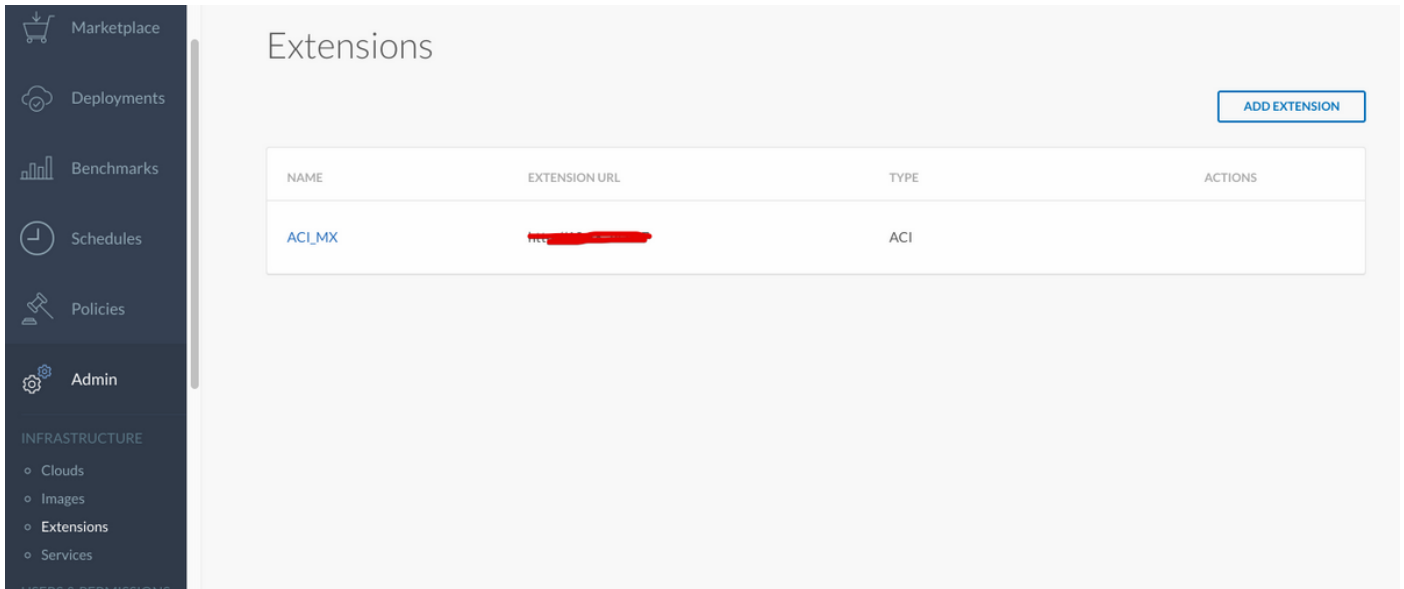 Marketplace
Deployments
Benchmarks
Schedules
Policies
Admin
INFRASTRUCTURE
Clouds
Images
Extensions
Services
Extensions
ADD EXTENSION
NAME EXTENSION URL TYPE ACTIONS
ACI_MX ACI